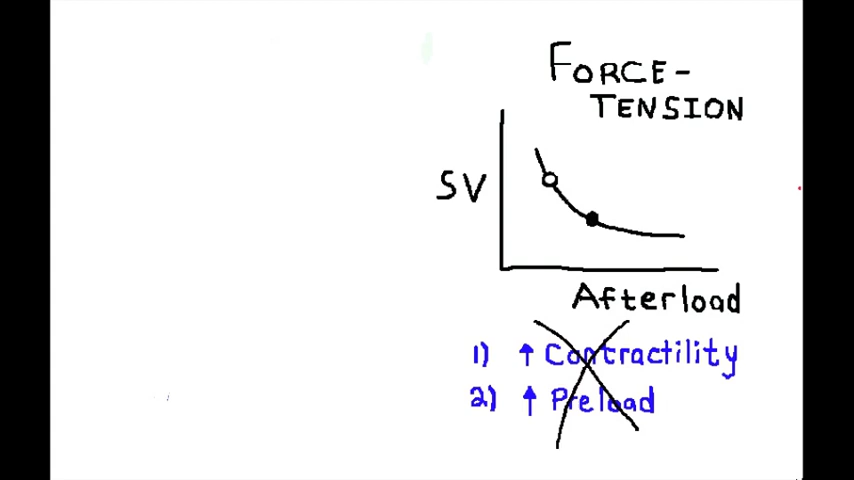 FORCE-
TENSION
SV
Afterload
1) ↑ Contractility
2) ↑ Preload